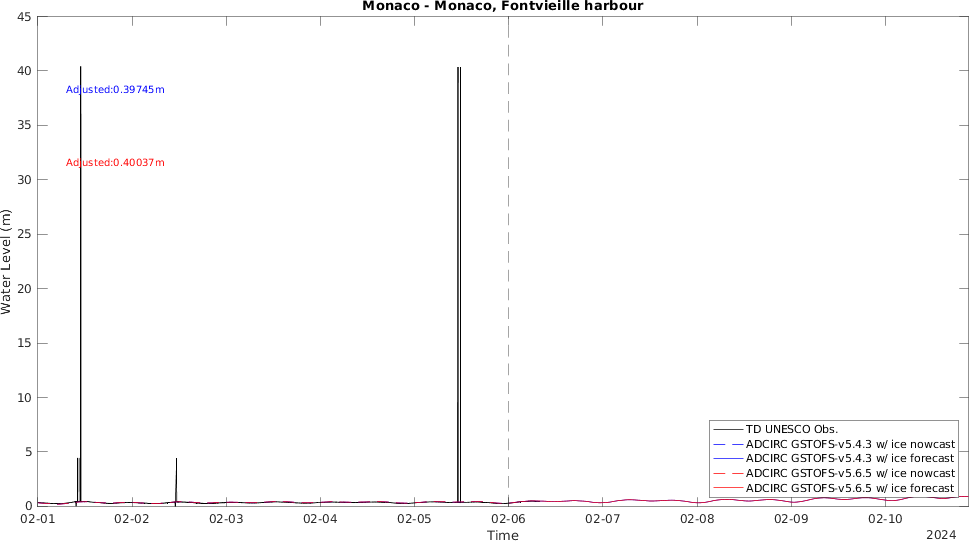 Monaco - Monaco, Fontvieille harbour
45
40
35
30
25
20
15
10
5
0
Water Level (m)
Adjusted:0.39745m
Adjusted:0.40037m
TD UNESCO Obs.
ADCIRC GSTOFS-v5.4.3 w/ ice nowcast
ADCIRC GSTOFS-v5.4.3 w/ ice forecast
ADCIRC GSTOFS-v5.6.5 w/ ice nowcast
ADCIRC GSTOFS-v5.6.5 w/ ice forecast
02-01 02-02 02-03 02-04 02-05 02-06 02-07 02-08 02-09 02-10
Time
2024